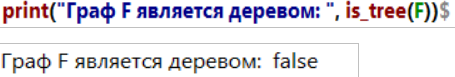 print("Граф F является деревом: ", is_tree(F))$
Граф F является деревом:  false